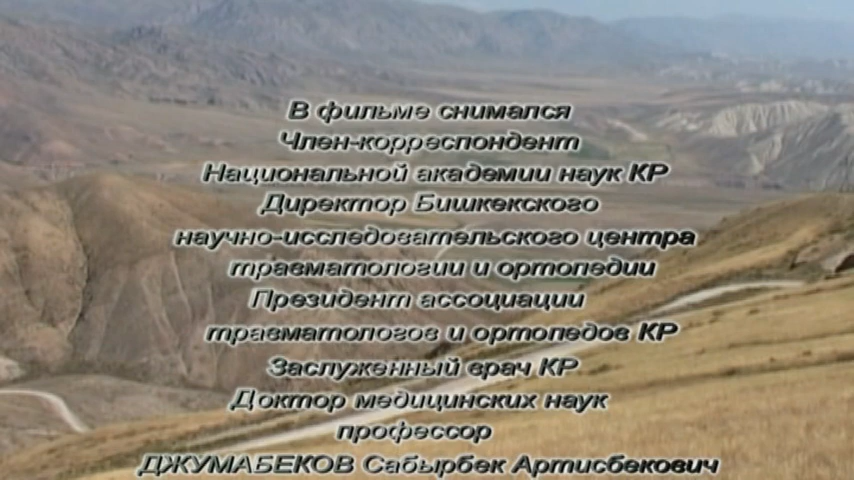 В фильме снимался
Член-корреспондент
Национальной академии наук КР
Директор Бишкекского
научно-исследовательского центра
травматологии и ортопедии
Президент ассоциации
травматологов и ортопедов КР
Заслуженный врач КР
Доктор медицинских наук
профессор
ДЖУМАБЕКОВ Сабырбек Артисбекович